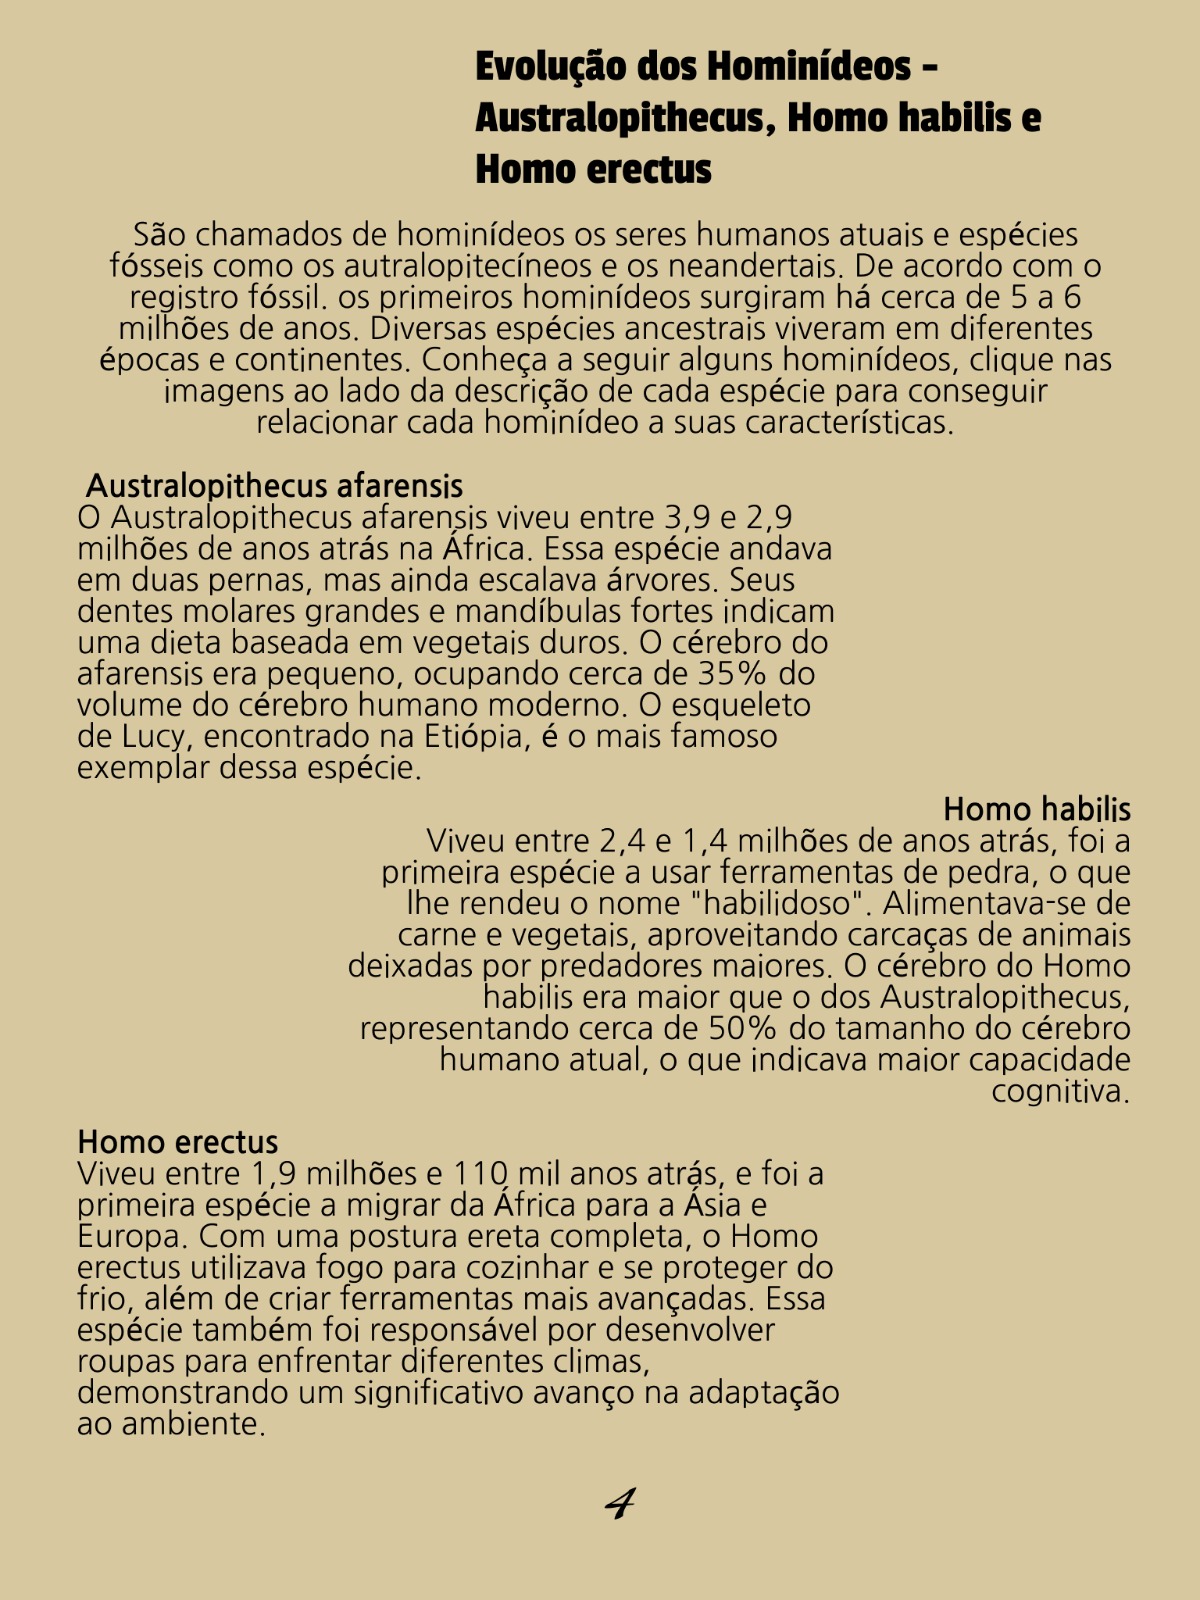 Evolução dos Hominídeos –
Australopithecus, Homo habilis e
Homo erectus
São chamados de hominídeos os seres humanos atuais e espécies
fósseis como os autralopitecíneos e os neandertais. De acordo com o
registro fóssil. os primeiros hominídeos surgiram há cerca de 5 a 6
milhões de anos. Diversas espécies ancestrais viveram em diferentes
épocas e continentes. Conheça a seguir alguns hominídeos, clique nas
imagens ao lado da descrição de cada espécie para conseguir
relacionar cada hominídeo a suas características.
Australopithecus afarensis
O Australopithecus afarensis viveu entre 3,9 e 2,9
milhões de anos atrás na África. Essa espécie andava
em duas pernas, mas ainda escalava árvores. Seus
dentes molares grandes e mandíbulas fortes indicam
uma dieta baseada em vegetais duros. O cérebro do
afarensis era pequeno, ocupando cerca de 35% do
volume do cérebro humano moderno. O esqueleto
de Lucy, encontrado na Etiópia, é o mais famoso
exemplar dessa espécie.
Homo habilis
Viveu entre 2,4 e 1,4 milhões de anos atrás, foi a
primeira espécie a usar ferramentas de pedra, o que
lhe rendeu o nome "habilidoso". Alimentava-se de
carne e vegetais, aproveitando carcaças de animais
deixadas por predadores maiores. O cérebro do Homo
habilis era maior que o dos Australopithecus,
representando cerca de 50% do tamanho do cérebro
humano atual, o que indicava maior capacidade
cognitiva.
Homo erectus
Viveu entre 1,9 milhões e 110 mil anos atrás, e foi a
primeira espécie a migrar da África para a Ásia e
Europa. Com uma postura ereta completa, o Homo
erectus utilizava fogo para cozinhar e se proteger do
frio, além de criar ferramentas mais avançadas. Essa
espécie também foi responsável por desenvolver
roupas para enfrentar diferentes climas,
demonstrando um significativo avanço na adaptação
ao ambiente.
4